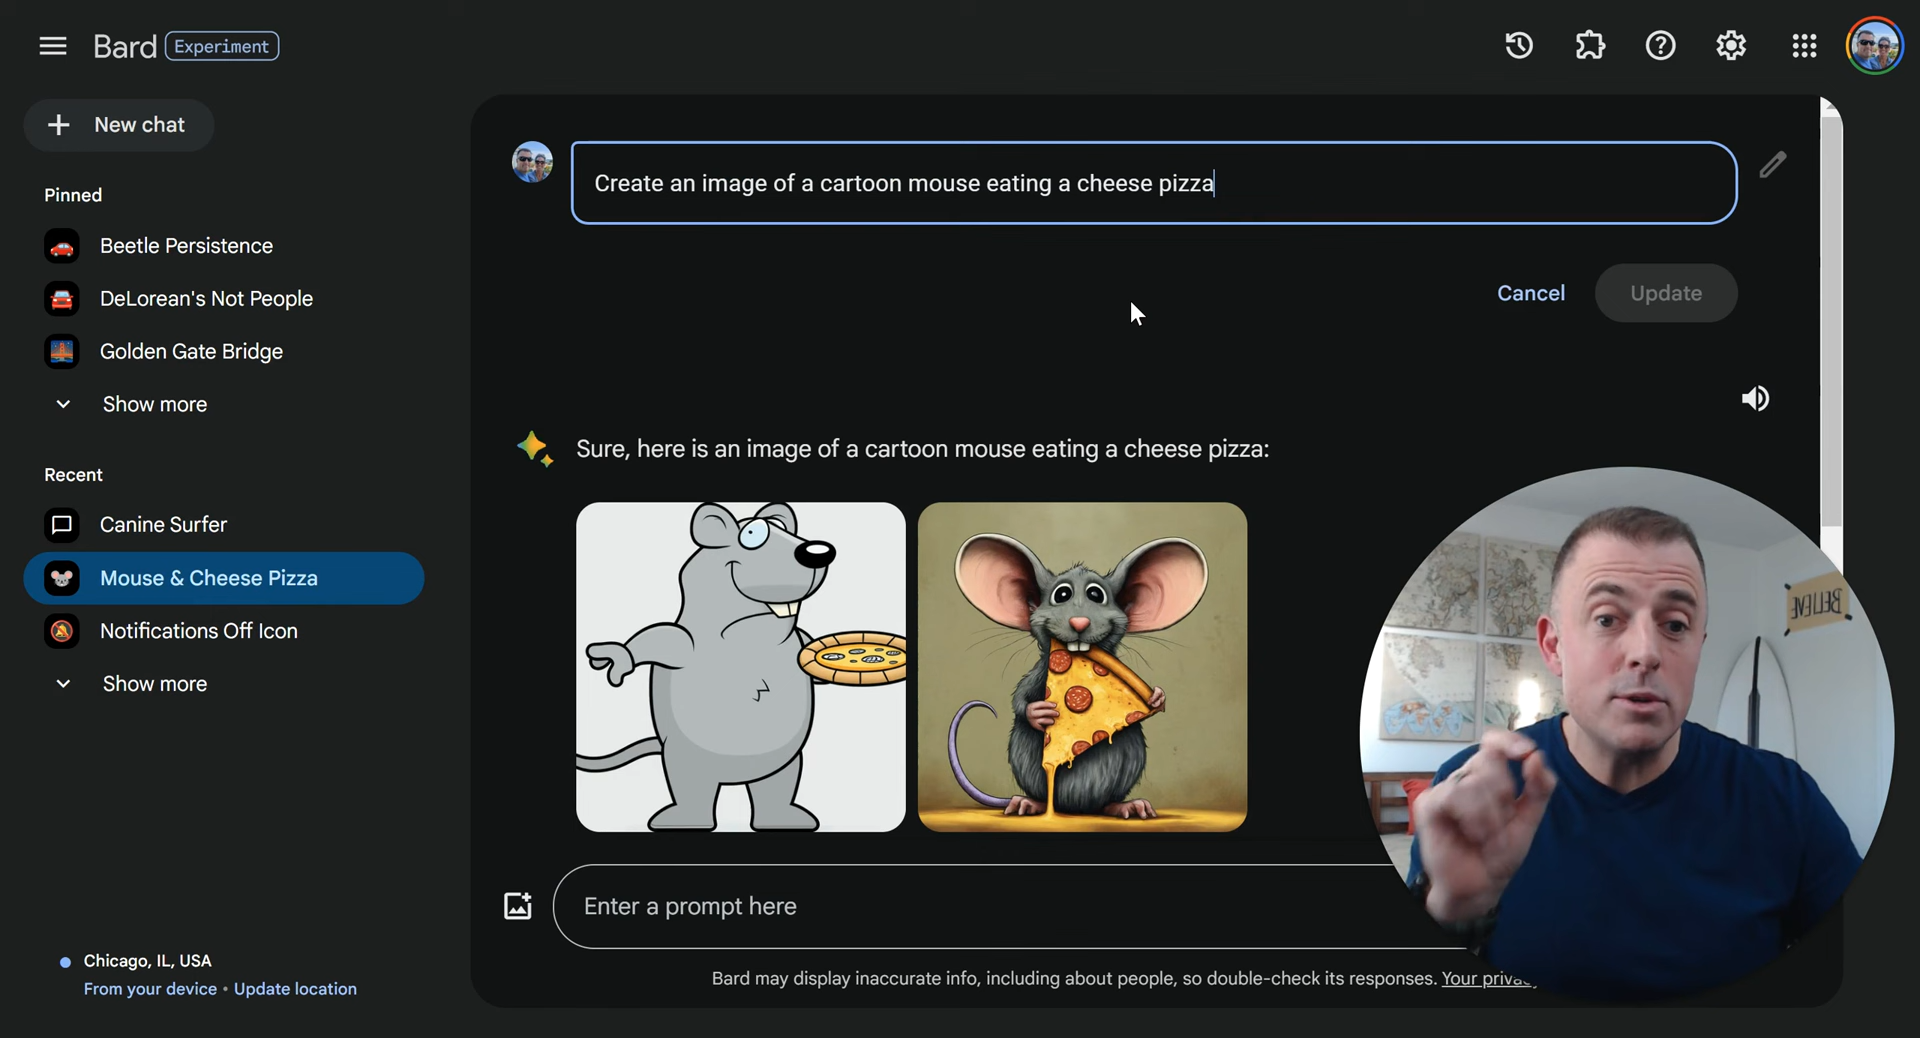 Bard Experiment
New chat
Pinned
Beetle Persistence
DeLorean's Not People
Golden Gate Bridge
Show more
Recent
Canine Surfer
Mouse & Cheese Pizza
Notifications Off Icon
Show more
Chicago, IL, USA
From your device • Update location
Create an image of a cartoon mouse eating a cheese pizza
Cancel
Update
Sure, here is an image of a cartoon mouse eating a cheese pizza:
BELIEVE
Enter a prompt here
Bard may display inaccurate info, including about people, so double-check its responses. Your